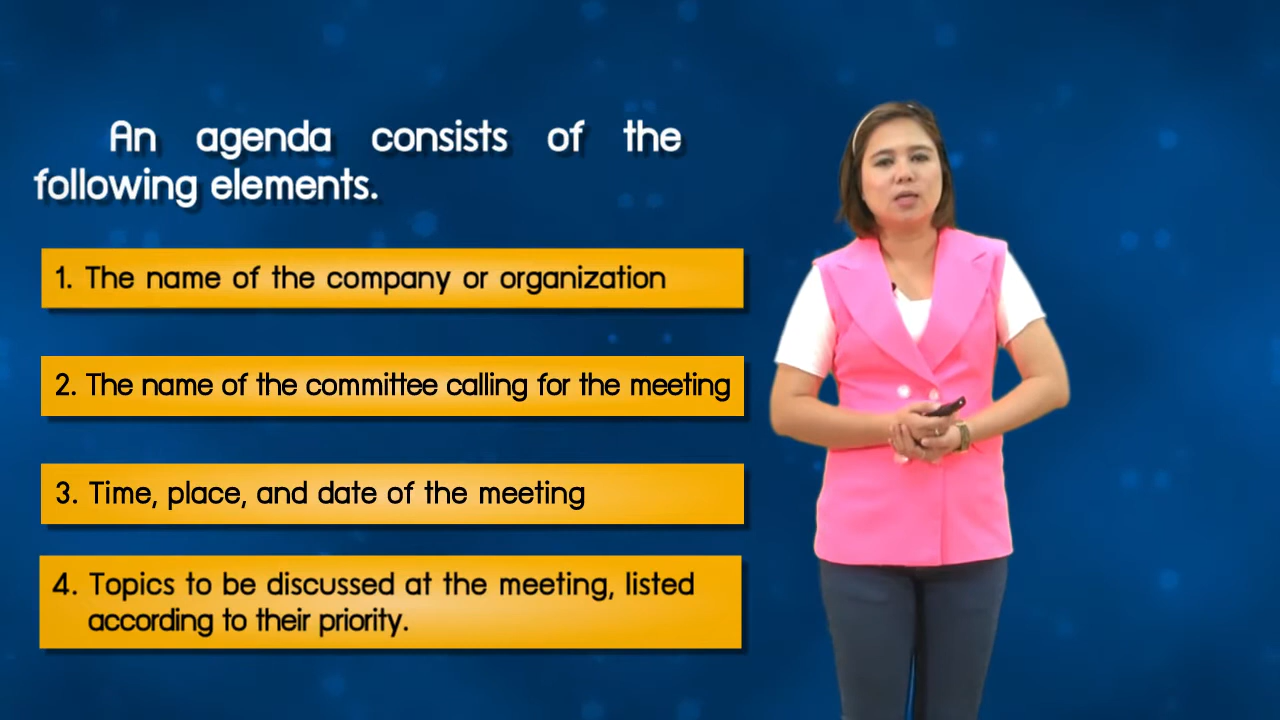 An agenda consists of the
following elements.
1. The name of the company or organization
2. The name of the committee calling for the meeting
3. Time, place, and date of the meeting
4. Topics to be discussed at the meeting, listed
according to their priority.